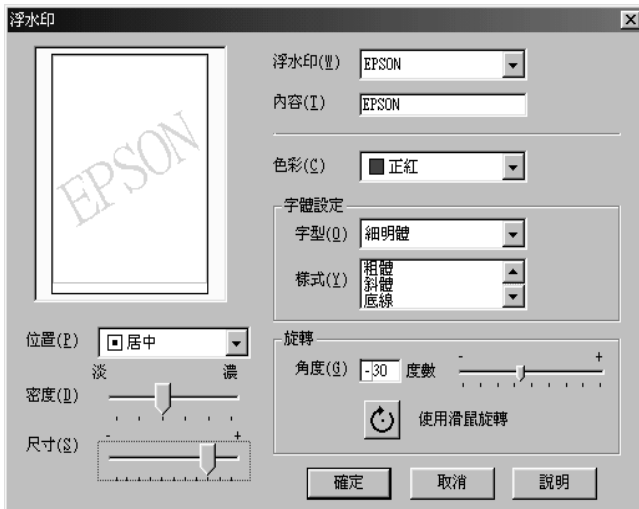 浮水印
EPSON
浮水印(W) EPSON
內容(T) EPSON
色彩(C) 正紅
字體設定
字型(O) 細明體
樣式(Y) 粗體
斜體
底線
位置(P) 居中
淡 濃
密度(D)
尺寸(S) - +
旋轉
角度(G) -30 度數 - +
使用滑鼠旋轉
確定 取消 說明